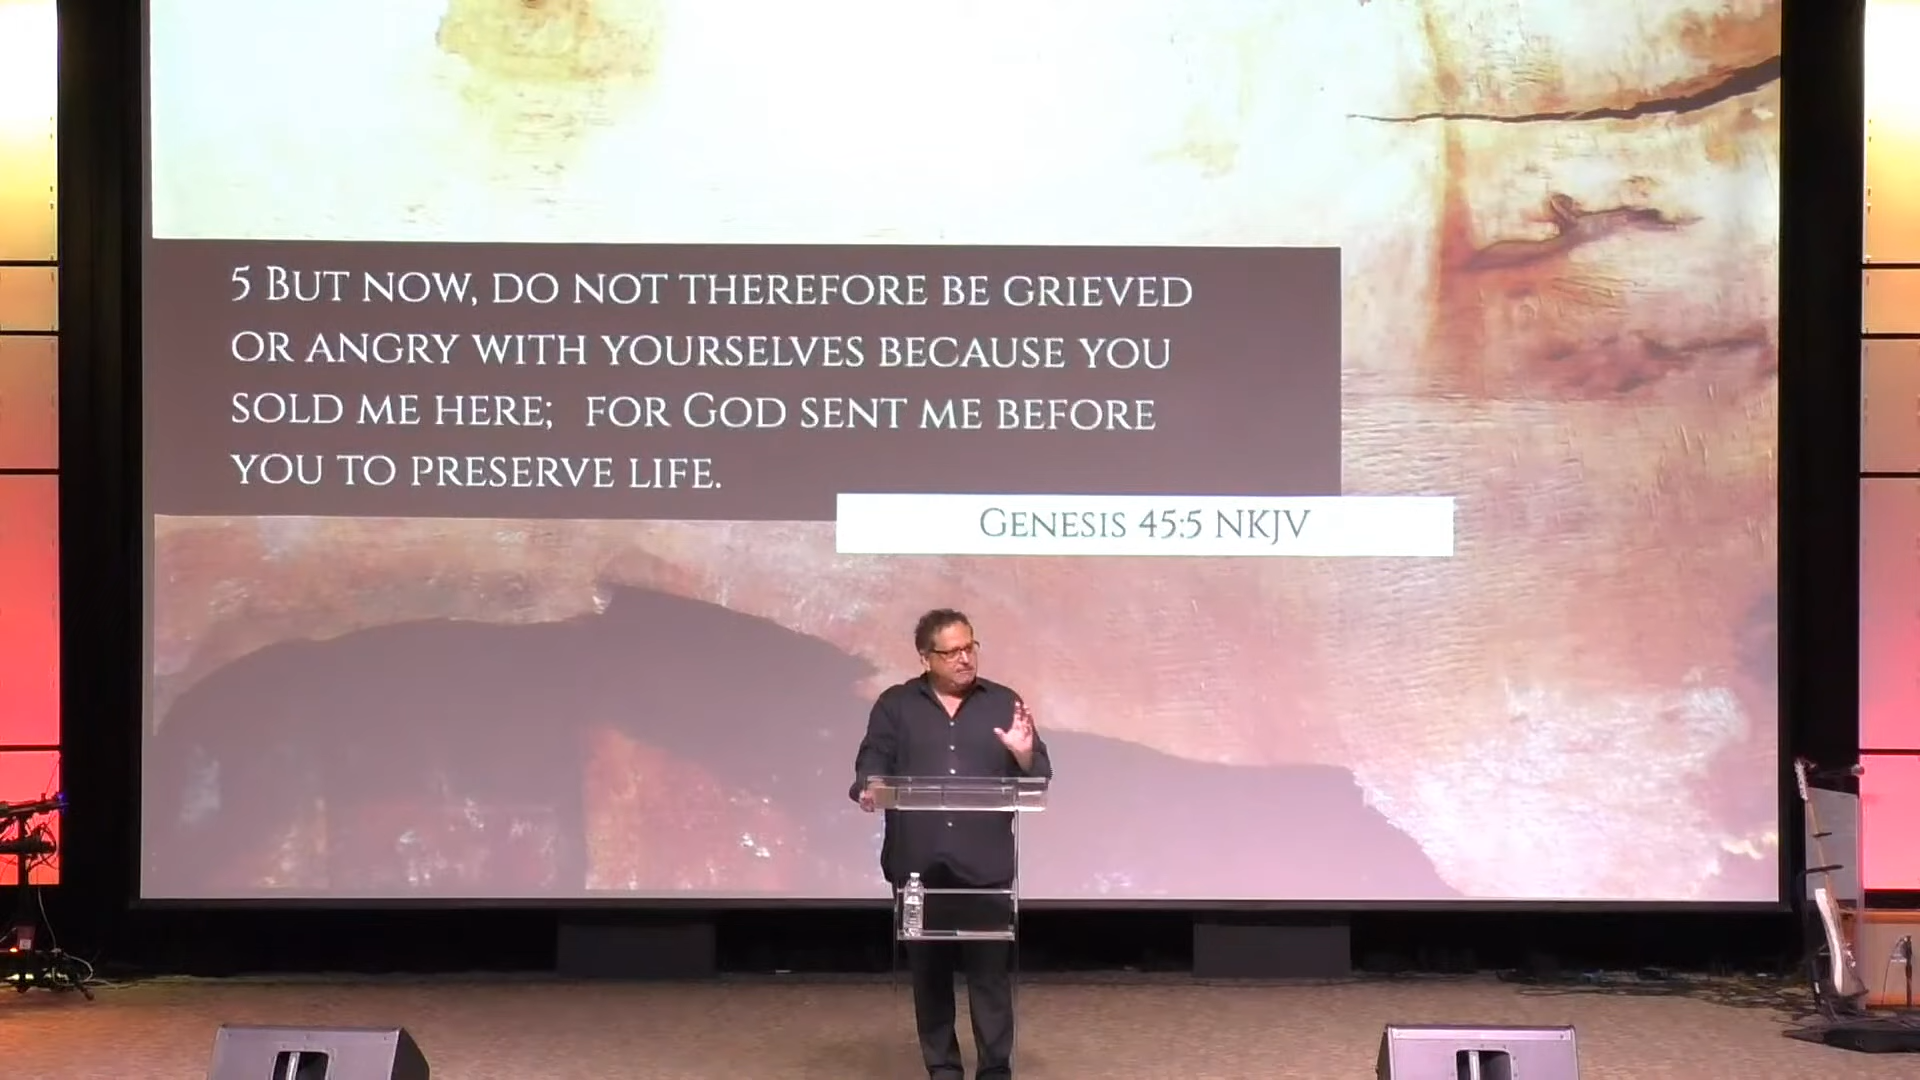 5 But now, do not therefore be grieved
or angry with yourselves because you
sold me here; for God sent me before
you to preserve life.
Genesis 45:5 NKJV